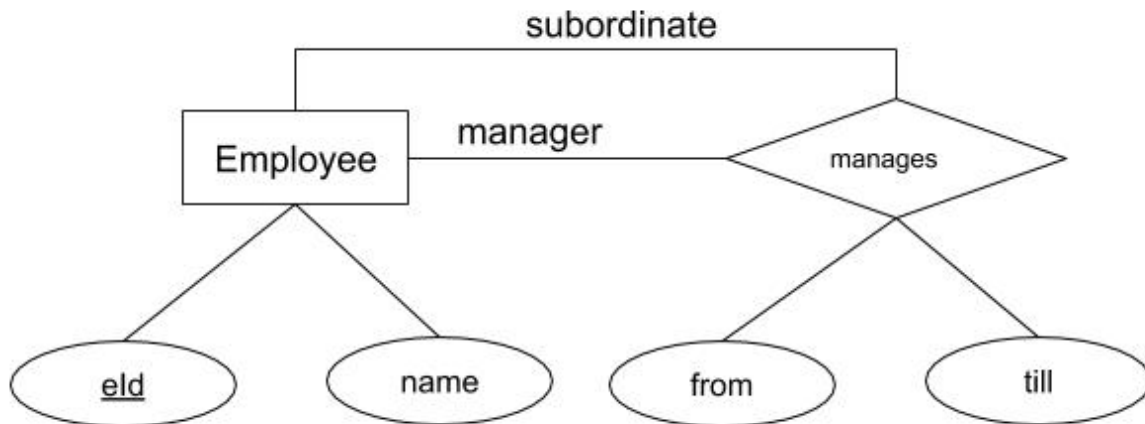 subordinate
manager
Employee
manages
eId
name
from
till